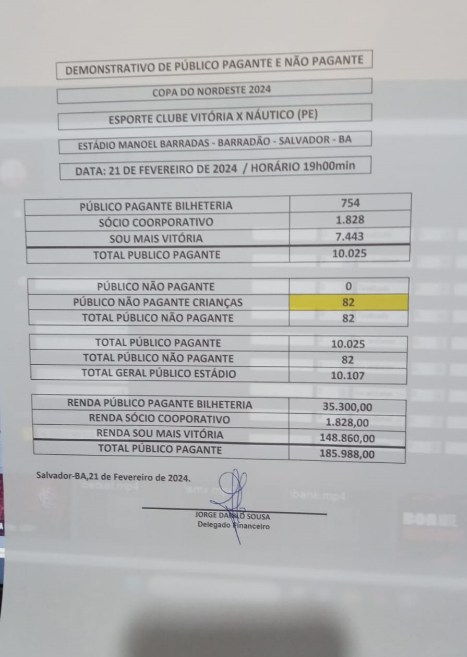 DEMONSTRATIVO DE PÚBLICO PAGANTE E NÃO PAGANTE
COPA DO NORDESTE 2024
ESPORTE CLUBE VITÓRIA X NÁUTICO (PE)
ESTÁDIO MANOEL BARRADAS - BARRADÃO - SALVADOR - BA
DATA: 21 DE FEVEREIRO DE 2024 / HORÁRIO 19h00min
PÚBLICO PAGANTE BILHETERIA 754
SÓCIO COORPORATIVO 1.828
SOU MAIS VITÓRIA 7.443
TOTAL PUBLICO PAGANTE 10.025
PÚBLICO NÃO PAGANTE 0
PÚBLICO NÃO PAGANTE CRIANÇAS 82
TOTAL PÚBLICO NÃO PAGANTE 82
TOTAL PÚBLICO PAGANTE 10.025
TOTAL PÚBLICO NÃO PAGANTE 82
TOTAL GERAL PÚBLICO ESTÁDIO 10.107
RENDA PÚBLICO PAGANTE BILHETERIA 35.300,00
RENDA SÓCIO COOPORATIVO 1.828,00
RENDA SOU MAIS VITÓRIA 148.860,00
TOTAL PÚBLICO PAGANTE 185.988,00
Salvador-BA,21 de Fevereiro de 2024.
JORGE DANILO SOUSA
Delegado Financeiro